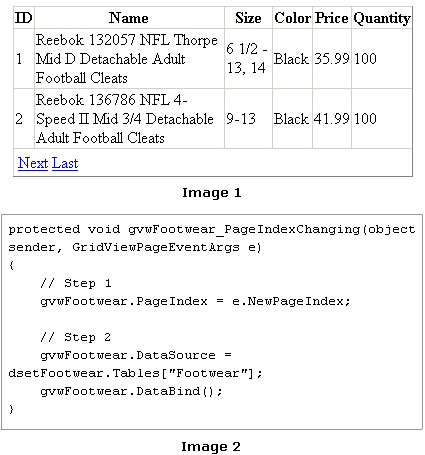 ID Name Size Color Price Quantity
1 Reebok 132057 NFL Thorpe Mid D Detachable Adult Football Cleats 6 1/2 - 13, 14 Black 35.99 100
2 Reebok 136786 NFL 4-Speed II Mid 3/4 Detachable Adult Football Cleats 9-13 Black 41.99 100
Next Last
Image 1
protected void gvwFootwear_PageIndexChanging(object
sender, GridViewPageEventArgs e)
{
    // Step 1
    gvwFootwear.PageIndex = e.NewPageIndex;

    // Step 2
    gvwFootwear.DataSource =
dsetFootwear.Tables["Footwear"];
    gvwFootwear.DataBind();
}
Image 2